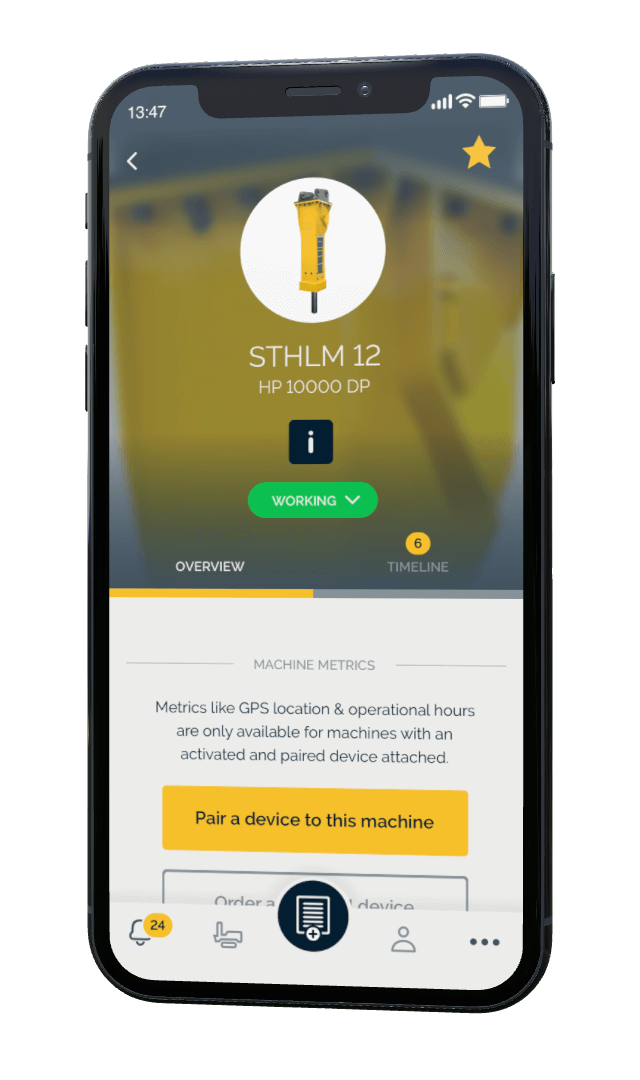 13:47
STHLM 12
HP 10000 DP
i
WORKING
6
OVERVIEW
TIMELINE
MACHINE METRICS
Metrics like GPS location & operational hours
are only available for machines with an
activated and paired device attached.
Pair a device to this machine
Order a device
24